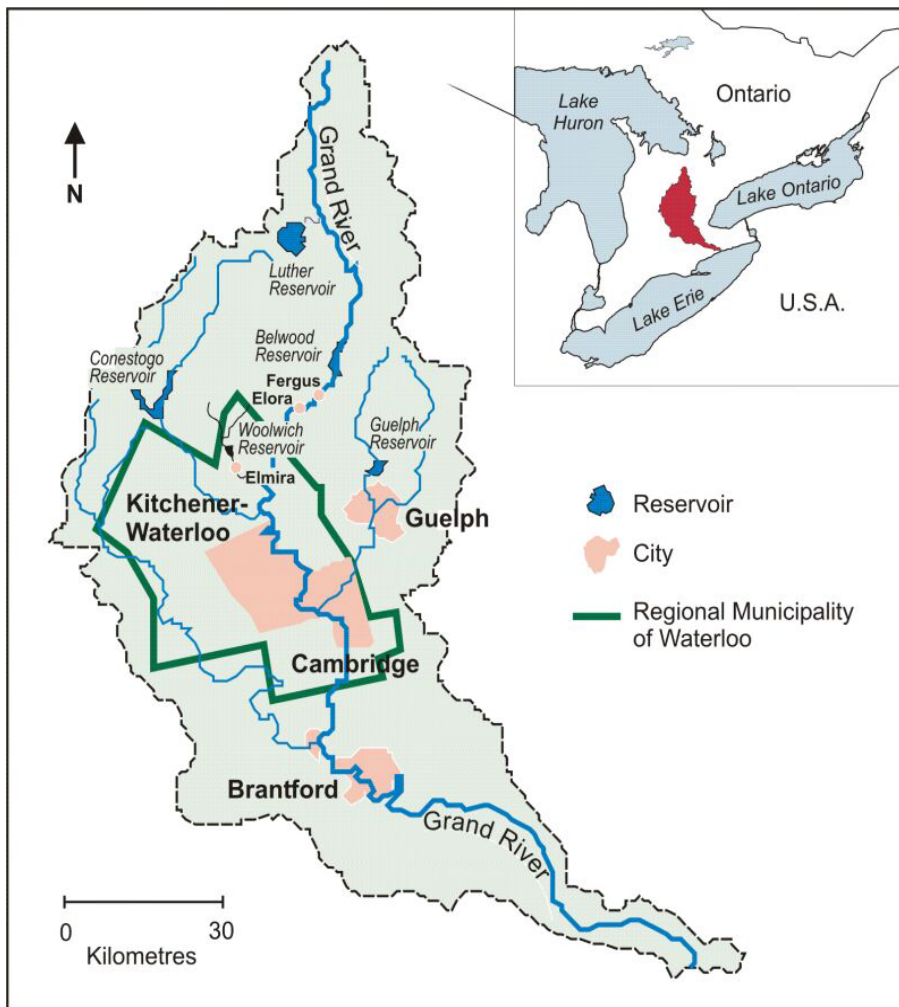 N
Grand River
Luther
Reservoir
Belwood
Reservoir
Conestogo
Reservoir
Fergus
Elora
Woolwich
Reservoir
Guelph
Reservoir
Elmira
Kitchener-
Waterloo
Guelph
Cambridge
Brantford
Grand River
0 30
Kilometres
Lake
Huron
Ontario
Lake Ontario
Lake Erie
U.S.A.
Reservoir
City
Regional Municipality
of Waterloo